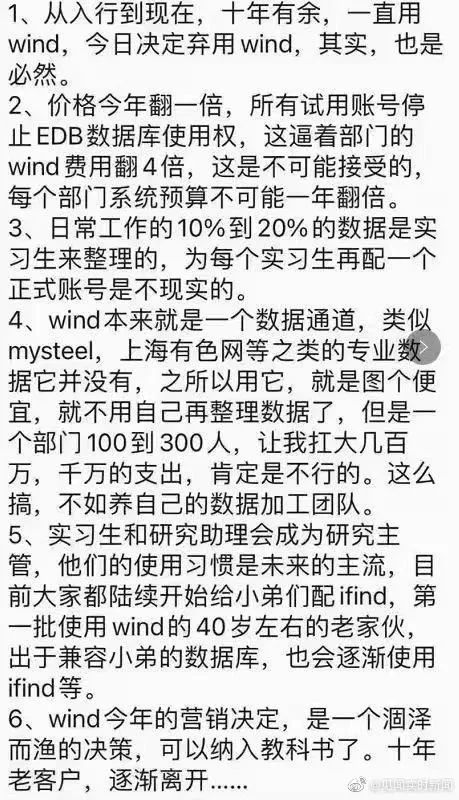 1、从入行到现在，十年有余，一直用
wind，今日决定弃用wind，其实，也是
必然。
2、价格今年翻一倍，所有试用账号停
止EDB数据库使用权，这逼着部门的
wind费用翻4倍，这是不可能接受的，
每个部门系统预算不可能一年翻倍。
3、日常工作的10%到20%的数据是实
习生来整理的，为每个实习生再配一个
正式账号是不现实的。
4、wind本来就是一个数据通道，类似
mysteel，上海有色网等之类的专业数
据它并没有，之所以用它，就是图个便
宜，就不用自己再整理数据了，但是一
个部门100到300人，让我扛大几百
万，千万的支出，肯定是不行的。这么
搞，不如养自己的数据加工团队。
5、实习生和研究助理会成为研究主
管，他们的使用习惯是未来的主流，目
前大家都陆续开始给小弟们配ifind，第
一批使用wind的40岁左右的老家伙，
出于兼容小弟的数据库，也会逐渐使用
ifind等。
6、wind今年的营销决定，是一个涸泽
而渔的决策，可以纳入教科书了。十年
老客户，逐渐离开……